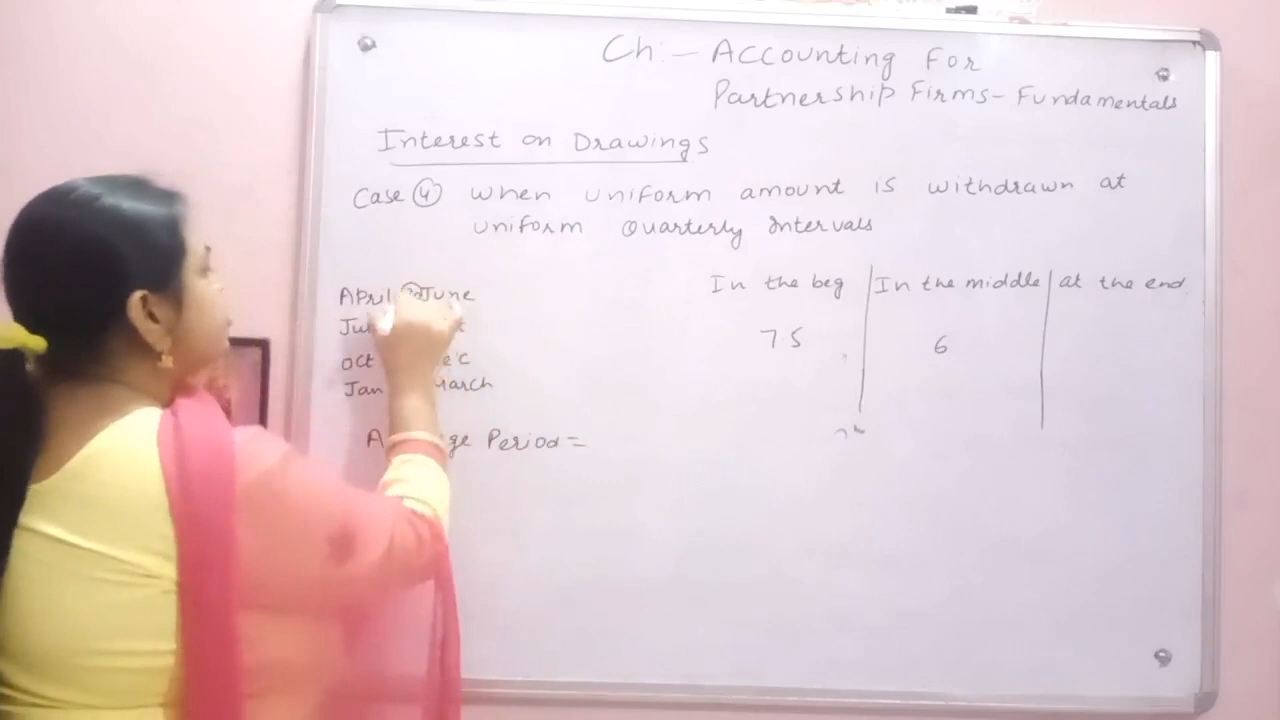 Ch:- Accounting For
Partnership Firms- Fundamentals
Interest on Drawings
Case 4 When uniform amount is withdrawn at
uniform Quarterly Intervals
In the beg In the middle at the end
April June
75 6
Oct
Jan March
Period=